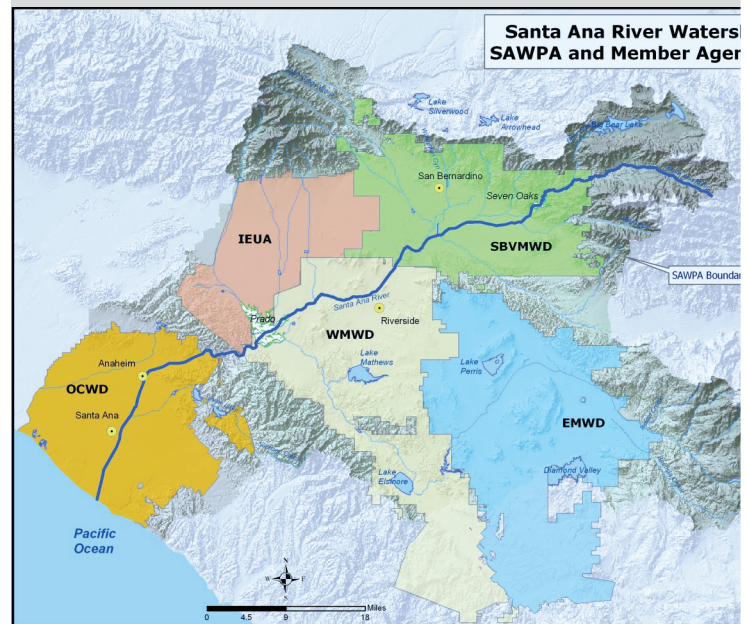 Santa Ana River Watersh
SAWPA and Member Agen
Lake
Silverwood
Lake
Arrowhead
Big Bear Lake
San Bernardino
Seven Oaks
IEUA
SBVMWD
SAWPA Boundar
Santa Ana River
Prado
Riverside
WMWD
Lake
Mathews
Lake
Perris
Anaheim
OCWD
Santa Ana
EMWD
Diamond Valley
Lake
Elsinore
Pacific
Ocean
N
W
S
Miles
0 4.5 9 18